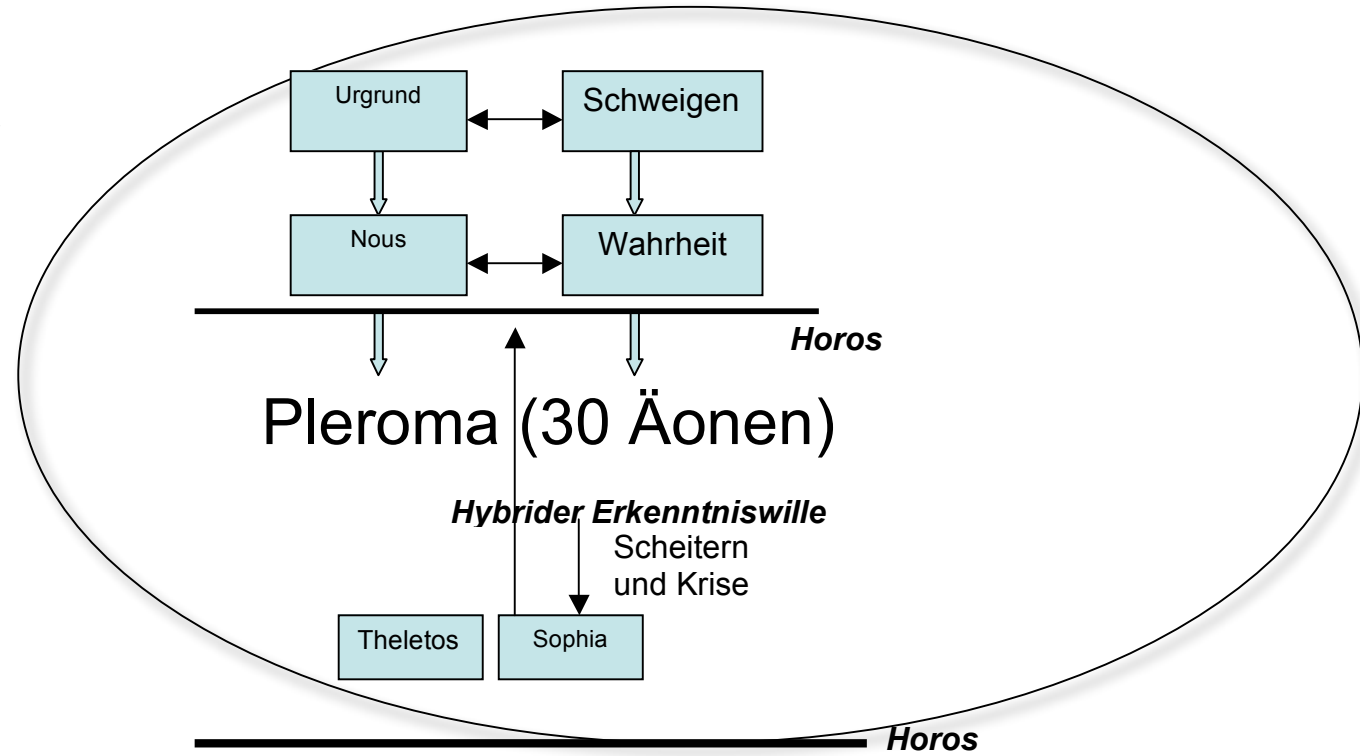 Urgrund
Schweigen
Nous
Wahrheit
Horos
Pleroma (30 Äonen)
Hybrider Erkenntniswille
Scheitern
und Krise
Theletos
Sophia
Horos